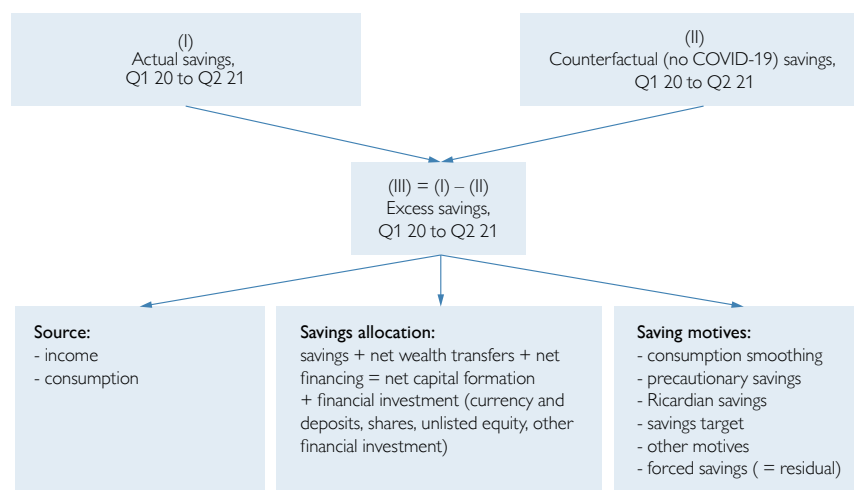 (I)
Actual savings,
Q1 20 to Q2 21
(II)
Counterfactual (no COVID-19) savings,
Q1 20 to Q2 21
(III) = (I) – (II)
Excess savings,
Q1 20 to Q2 21
Source:
- income
- consumption
Savings allocation:
savings + net wealth transfers + net
financing = net capital formation
+ financial investment (currency and
deposits, shares, unlisted equity, other
financial investment)
Saving motives:
- consumption smoothing
- precautionary savings
- Ricardian savings
- savings target
- other motives
- forced savings ( = residual)